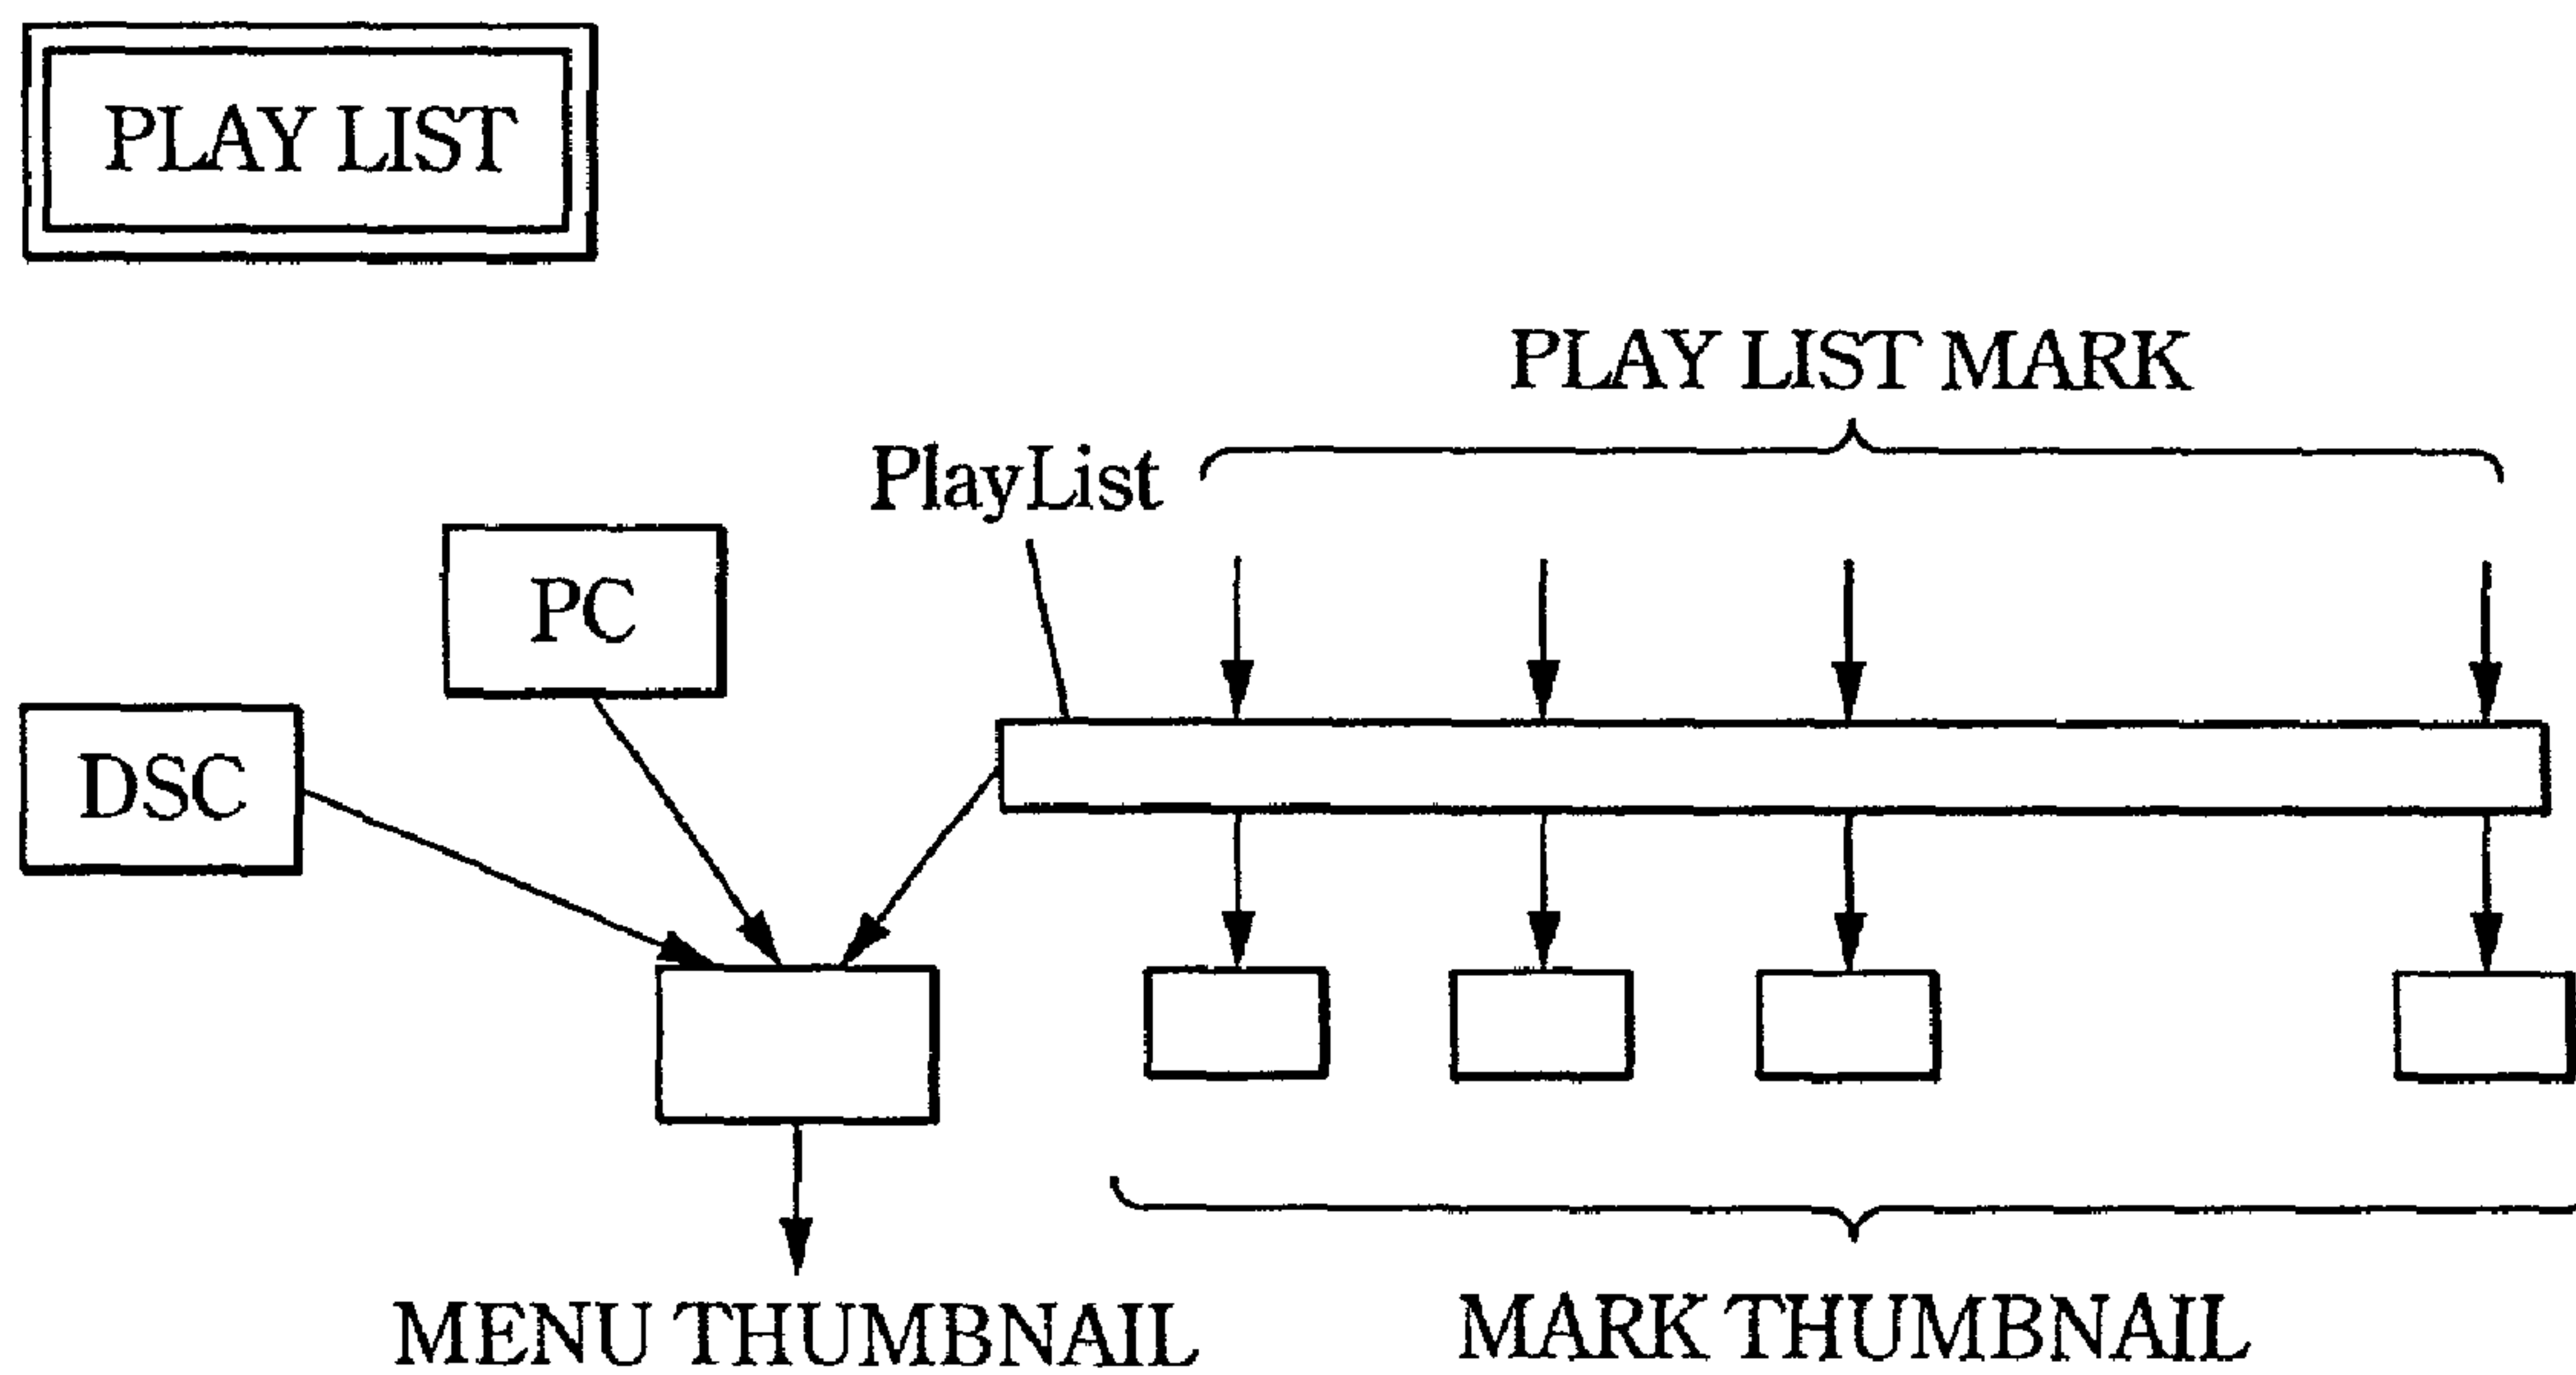 PLAY LIST
PLAY LIST MARK
PlayList
PC
DSC
MENU THUMBNAIL
MARK THUMBNAIL